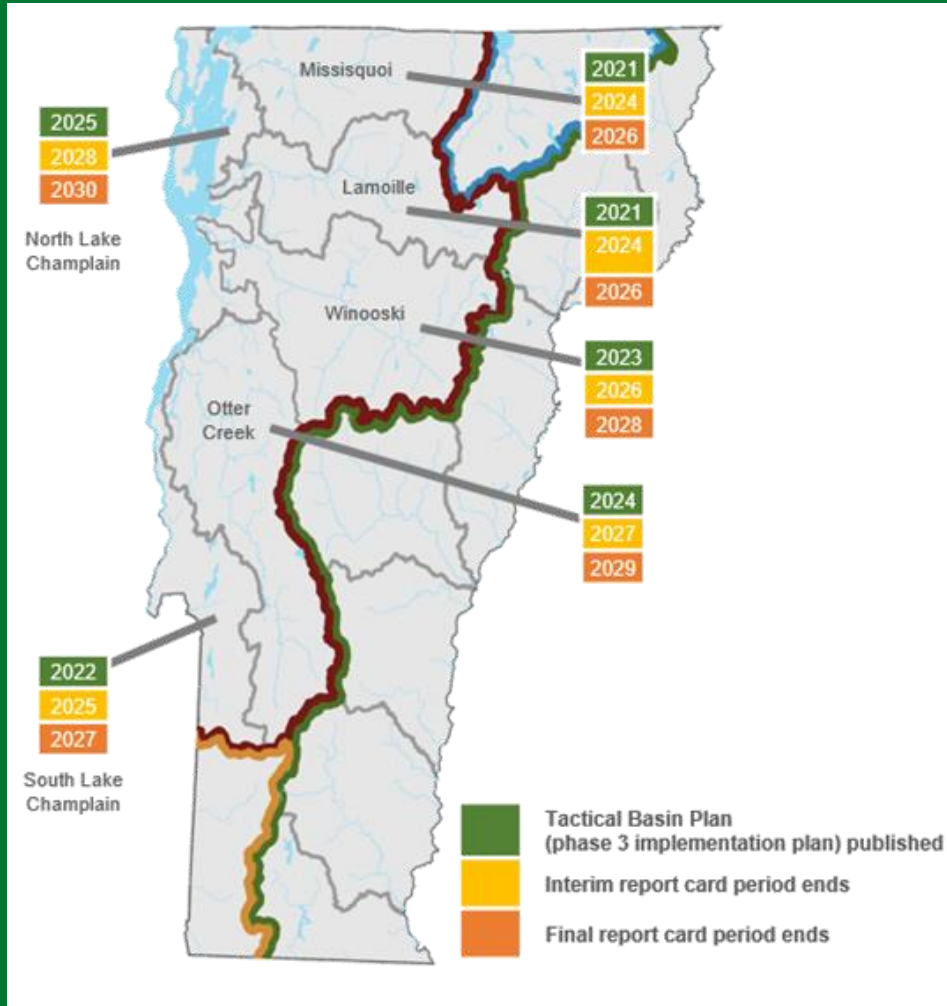 Missisquoi
2021
2024
2026
2025
2028
2030
North Lake
Champlain
Lamoille
2021
2024
2026
Winooski
2023
2026
2028
Otter
Creek
2024
2027
2029
2022
2025
2027
South Lake
Champlain
Tactical Basin Plan
(phase 3 implementation plan) published
Interim report card period ends
Final report card period ends